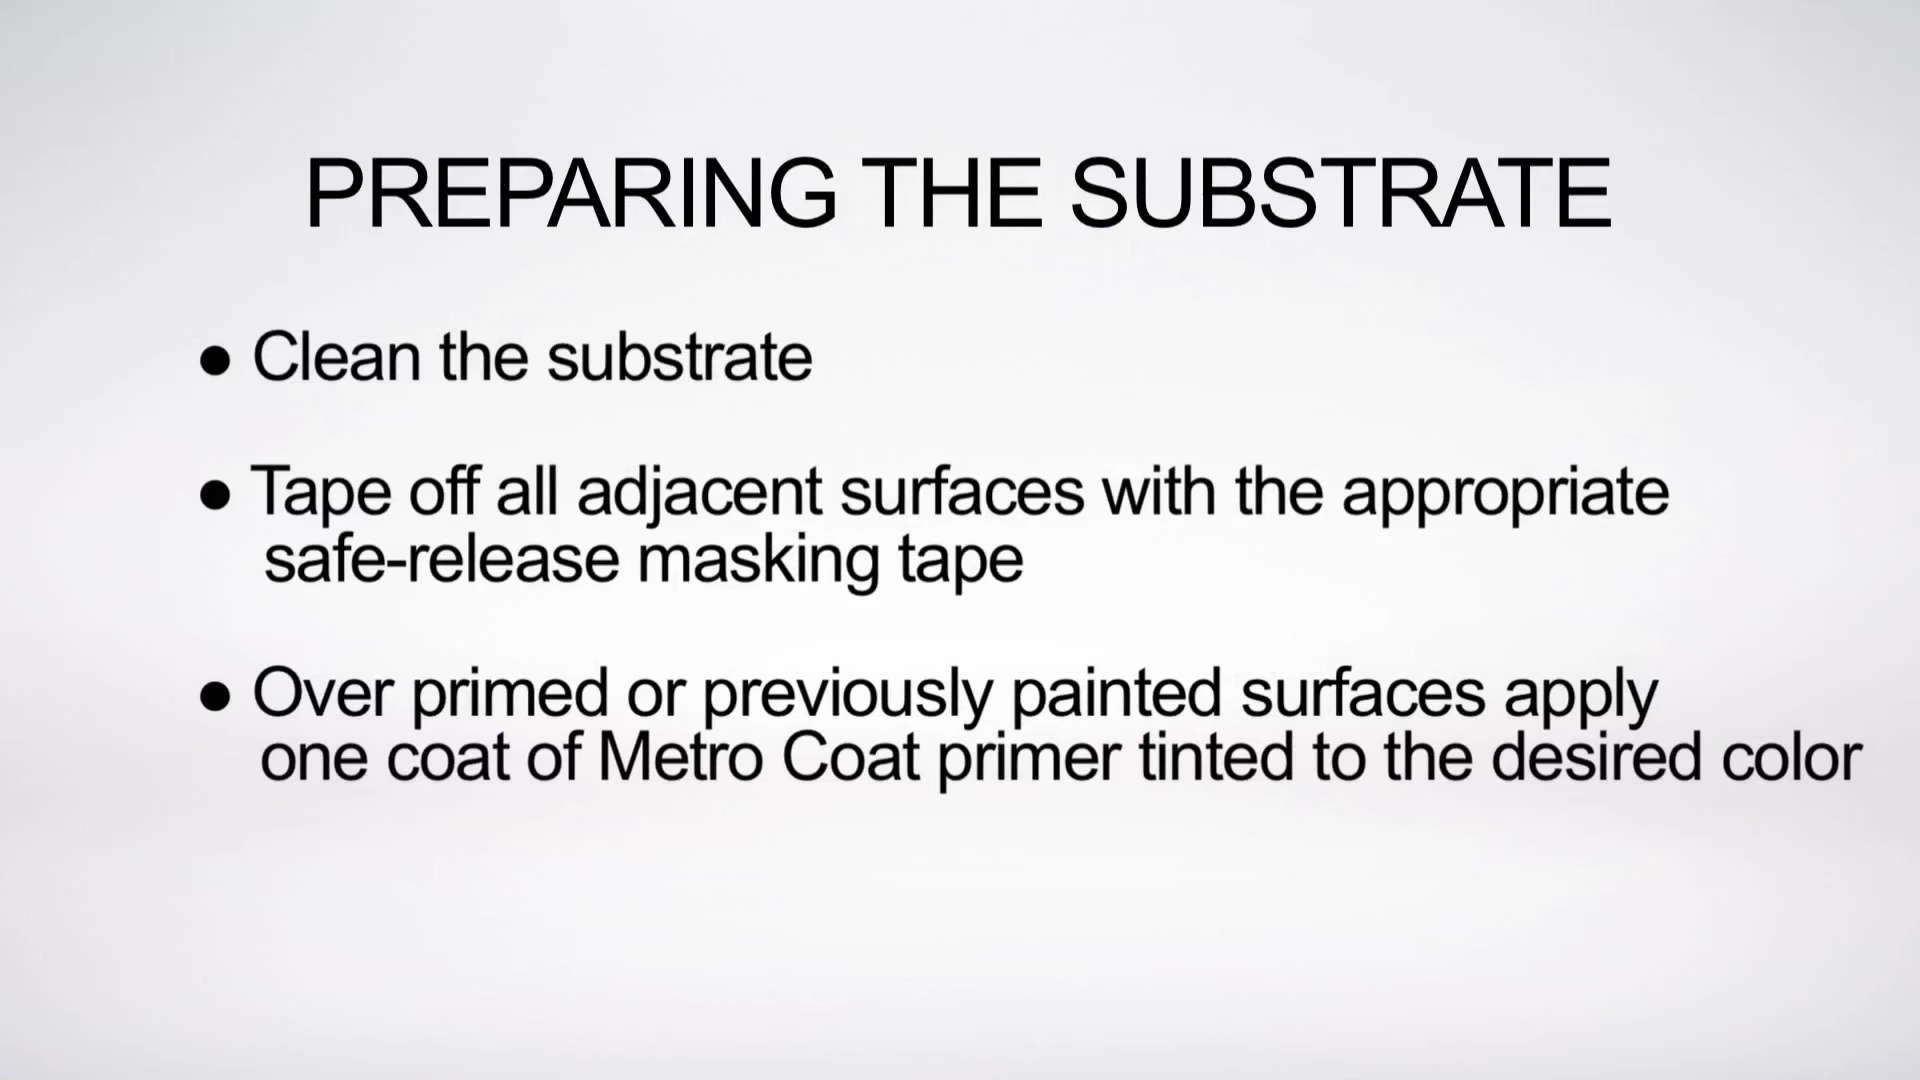 PREPARING THE SUBSTRATE
● Clean the substrate
● Tape off all adjacent surfaces with the appropriate
safe-release masking tape
● Over primed or previously painted surfaces apply
one coat of Metro Coat primer tinted to the desired color